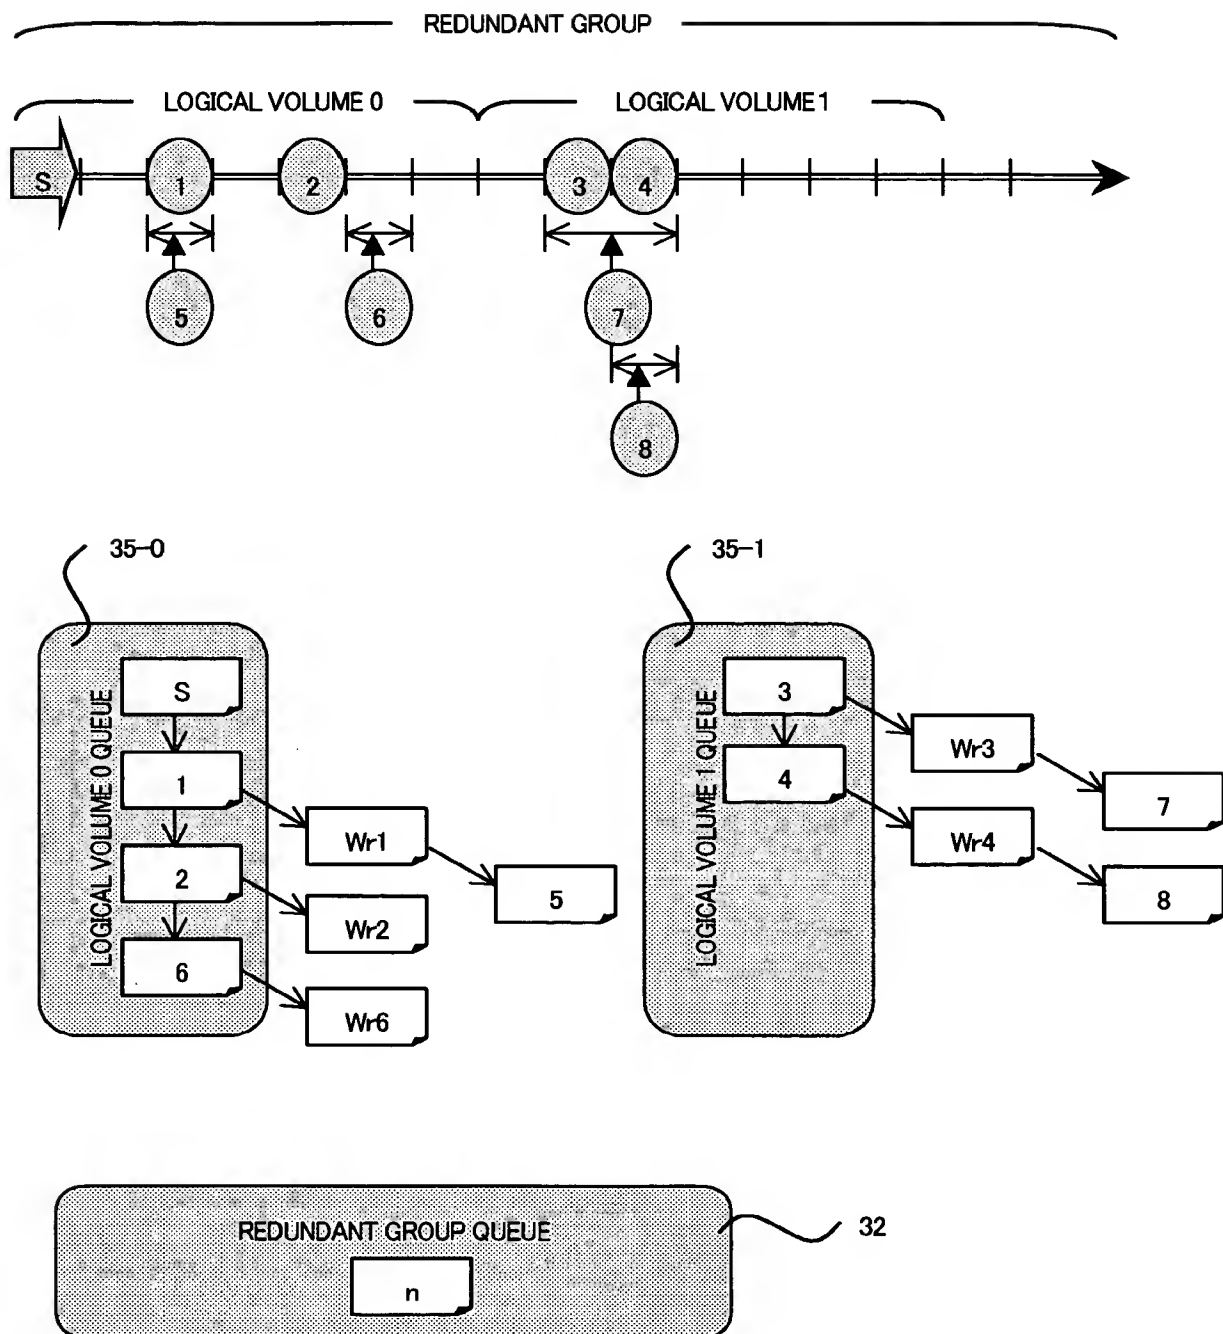 REDUNDANT GROUP
LOGICAL VOLUME 0
LOGICAL VOLUME 1
S
1
2
3
4
5
6
7
8
35-0
35-1
LOGICAL VOLUME 0 QUEUE
S
1
2
6
Wr1
Wr2
Wr6
5
LOGICAL VOLUME 1 QUEUE
3
4
Wr3
Wr4
7
8
REDUNDANT GROUP QUEUE
n
32